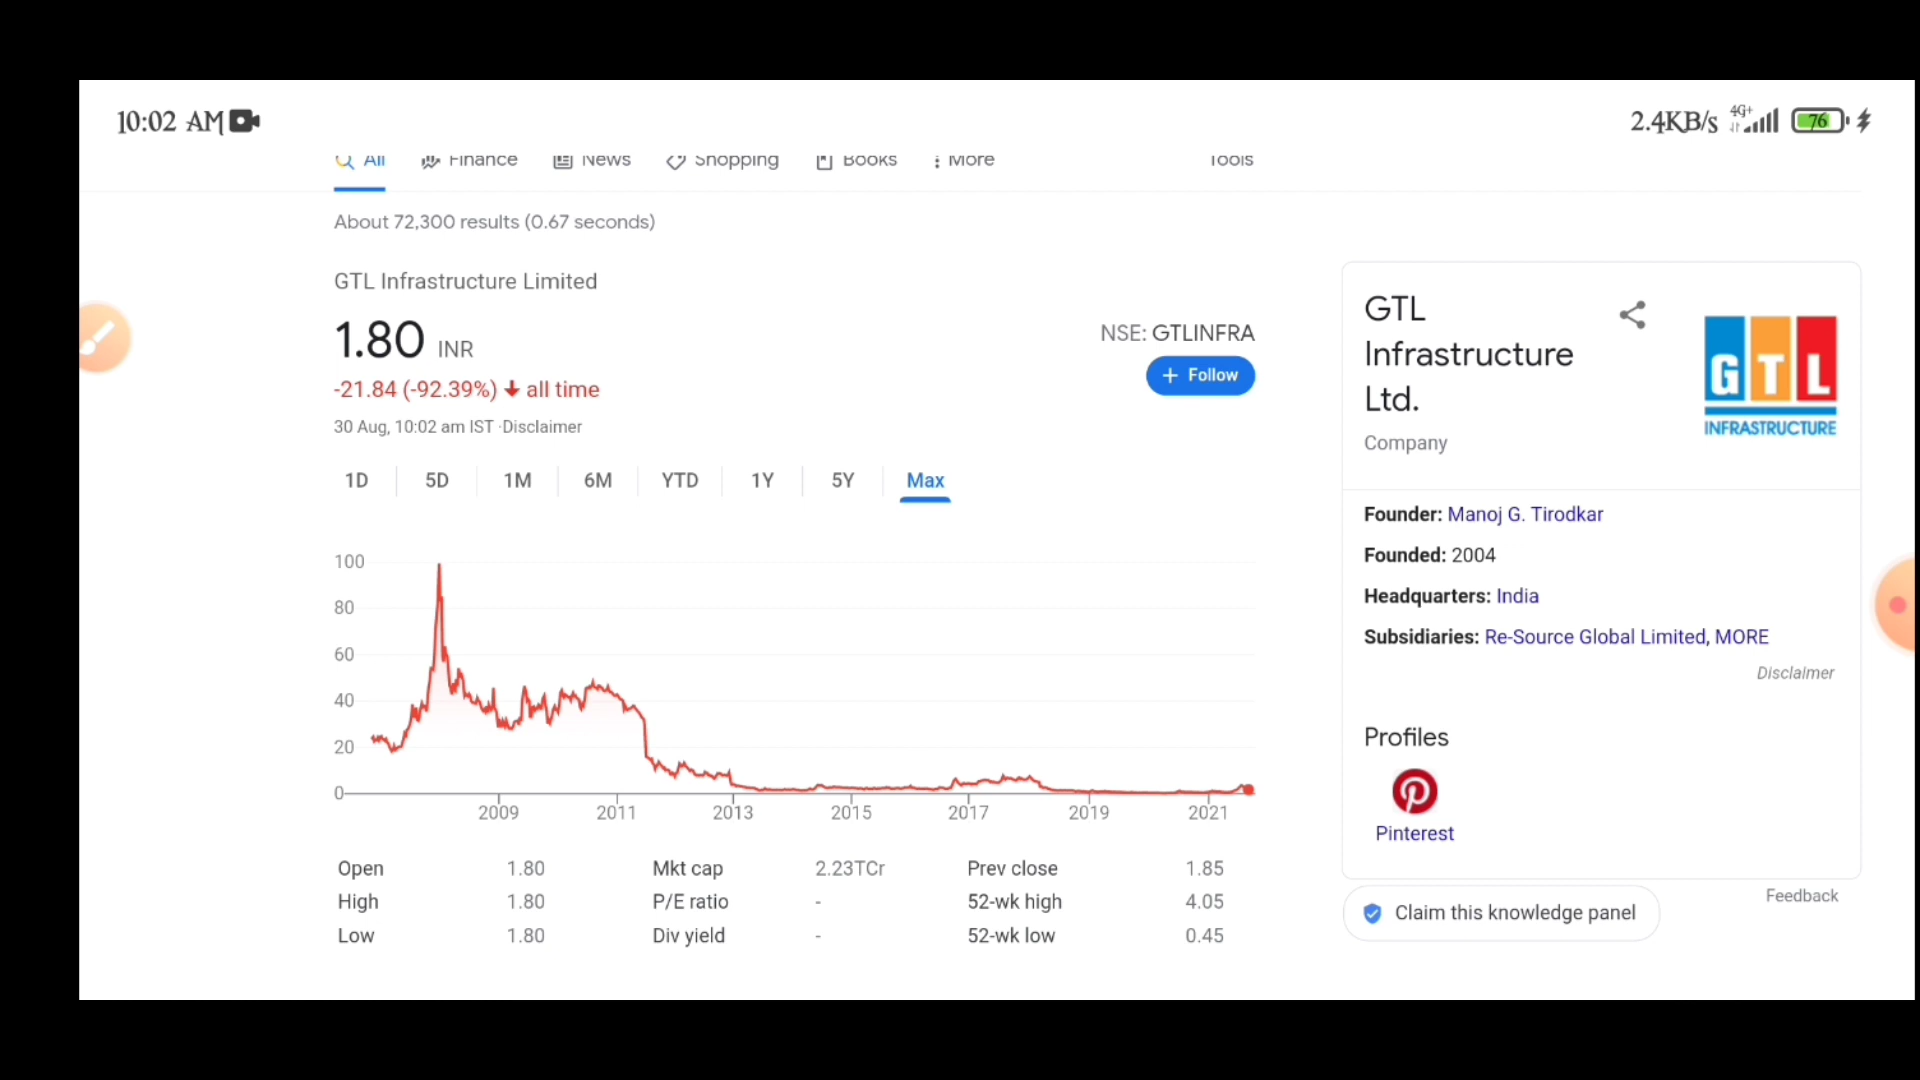 10:02 AM
2.4KB/s 4G+ 76
All Finance News Shopping Books More Tools
About 72,300 results (0.67 seconds)
GTL Infrastructure Limited
1.80 INR
-21.84 (-92.39%) all time
30 Aug, 10:02 am IST ·Disclaimer
NSE: GTLINFRA
+ Follow
1D 5D 1M 6M YTD 1Y 5Y Max
100
80
60
40
20
0
2009 2011 2013 2015 2017 2019 2021
Open 1.80 Mkt cap 2.23TCr Prev close 1.85
High 1.80 P/E ratio - 52-wk high 4.05
Low 1.80 Div yield - 52-wk low 0.45
GTL
Infrastructure
Ltd.
Company
GTL
INFRASTRUCTURE
Founder: Manoj G. Tirodkar
Founded: 2004
Headquarters: India
Subsidiaries: Re-Source Global Limited, MORE
Disclaimer
Profiles
Pinterest
Claim this knowledge panel
Feedback